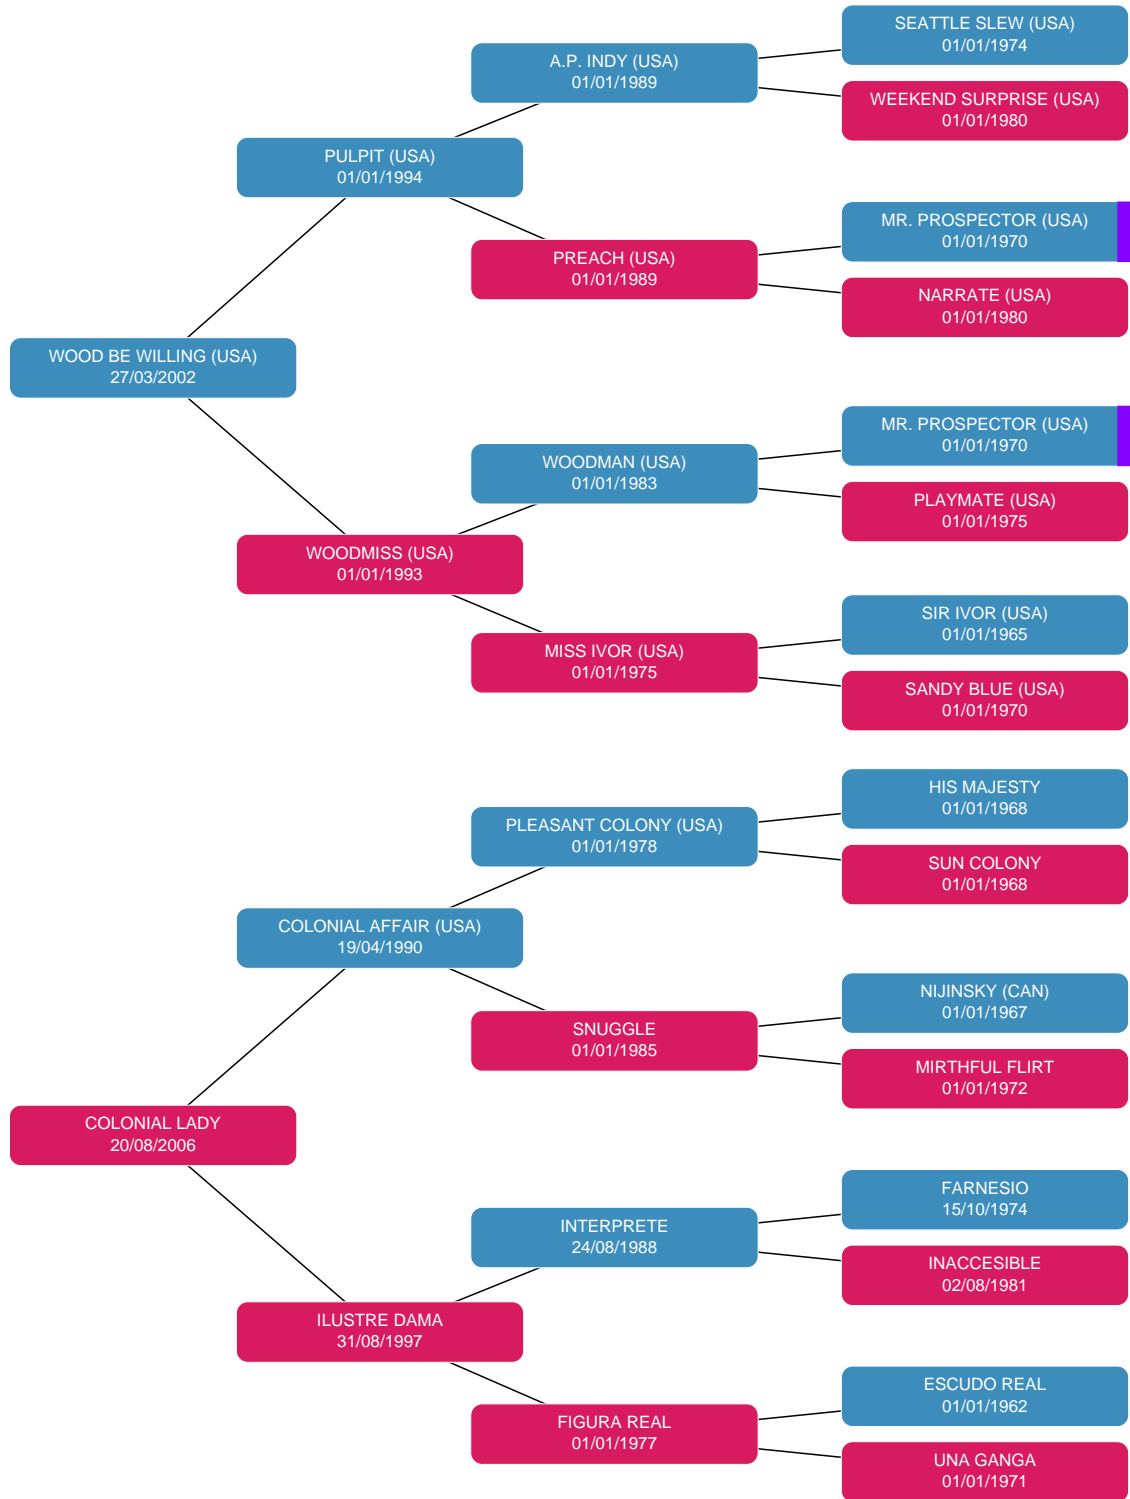 SEATTLE SLEW (USA)
01/01/1974
A.P. INDY (USA)
01/01/1989
WEEKEND SURPRISE (USA)
01/01/1980
PULPIT (USA)
01/01/1994
MR. PROSPECTOR (USA)
01/01/1970
PREACH (USA)
01/01/1989
NARRATE (USA)
01/01/1980
WOOD BE WILLING (USA)
27/03/2002
MR. PROSPECTOR (USA)
01/01/1970
WOODMAN (USA)
01/01/1983
PLAYMATE (USA)
01/01/1975
WOODMISS (USA)
01/01/1993
SIR IVOR (USA)
01/01/1965
MISS IVOR (USA)
01/01/1975
SANDY BLUE (USA)
01/01/1970
HIS MAJESTY
01/01/1968
PLEASANT COLONY (USA)
01/01/1978
SUN COLONY
01/01/1968
COLONIAL AFFAIR (USA)
19/04/1990
NIJINSKY (CAN)
01/01/1967
SNUGGLE
01/01/1985
MIRTHFUL FLIRT
01/01/1972
COLONIAL LADY
20/08/2006
FARNESIO
15/10/1974
INTERPRETE
24/08/1988
INACCESIBLE
02/08/1981
ILUSTRE DAMA
31/08/1997
ESCUDO REAL
01/01/1962
FIGURA REAL
01/01/1977
UNA GANGA
01/01/1971